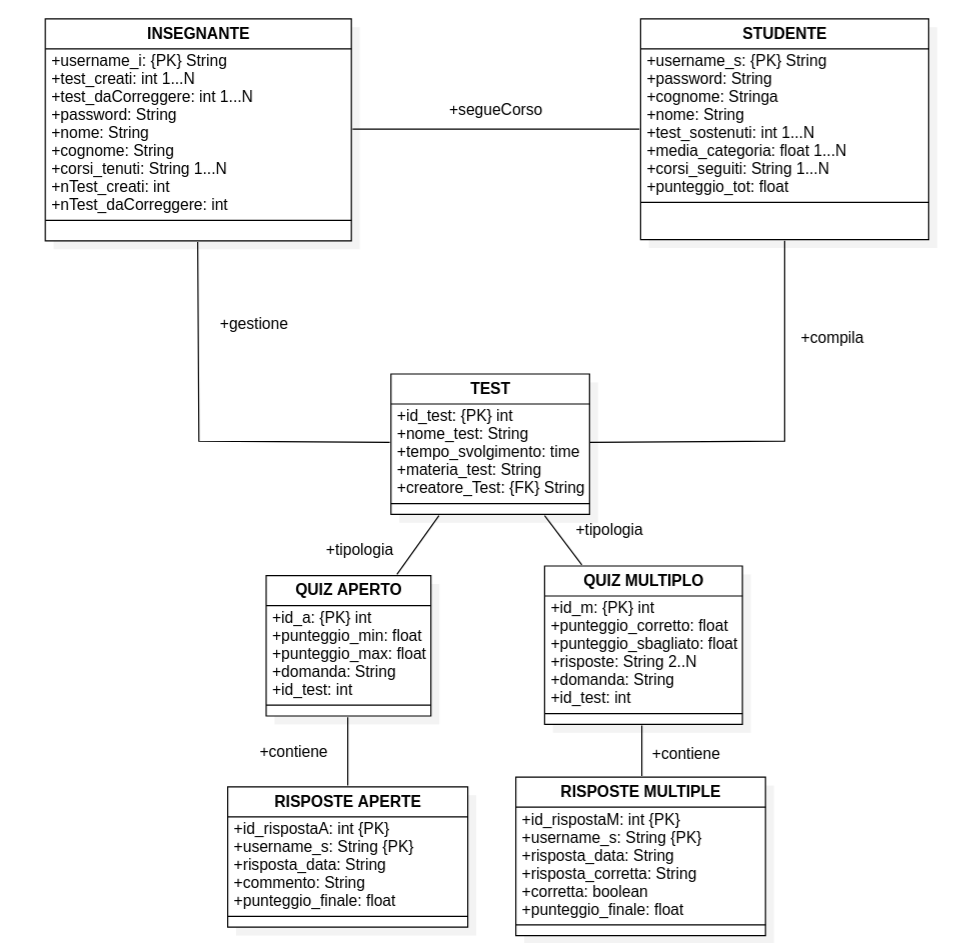 INSEGNANTE
+username_i: {PK} String
+test_creati: int 1...N
+test_daCorreggere: int 1...N
+password: String
+nome: String
+cognome: String
+corsi_tenuti: String 1...N
+nTest_creati: int
+nTest_daCorreggere: int
+segueCorso
STUDENTE
+username_s: {PK} String
+password: String
+cognome: Stringa
+nome: String
+test_sostenuti: int 1...N
+media_categoria: float 1...N
+corsi_seguiti: String 1...N
+punteggio_tot: float
+gestione
+compila
TEST
+id_test: {PK} int
+nome_test: String
+tempo_svolgimento: time
+materia_test: String
+creatore_Test: {FK} String
+tipologia
+tipologia
QUIZ APERTO
+id_a: {PK} int
+punteggio_min: float
+punteggio_max: float
+domanda: String
+id_test: int
QUIZ MULTIPLO
+id_m: {PK} int
+punteggio_corretto: float
+punteggio_sbagliato: float
+risposte: String 2..N
+domanda: String
+id_test: int
+contiene
+contiene
RISPOSTE APERTE
+id_rispostaA: int {PK}
+username_s: String {PK}
+risposta_data: String
+commento: String
+punteggio_finale: float
RISPOSTE MULTIPLE
+id_rispostaM: int {PK}
+username_s: String {PK}
+risposta_data: String
+risposta_corretta: String
+corretta: boolean
+punteggio_finale: float